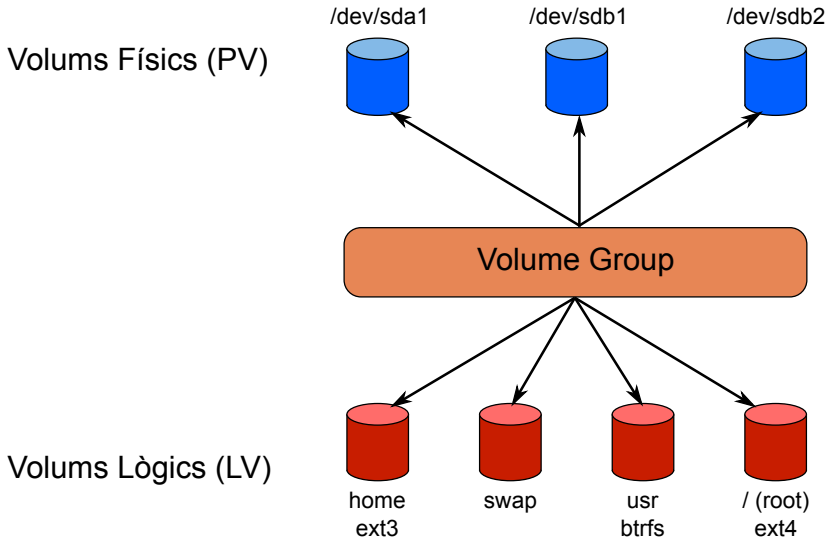 /dev/sda1 /dev/sdb1 /dev/sdb2
Volums Físics (PV)
Volume Group
Volums Lògics (LV)
home swap usr / (root)
ext3 btrfs ext4